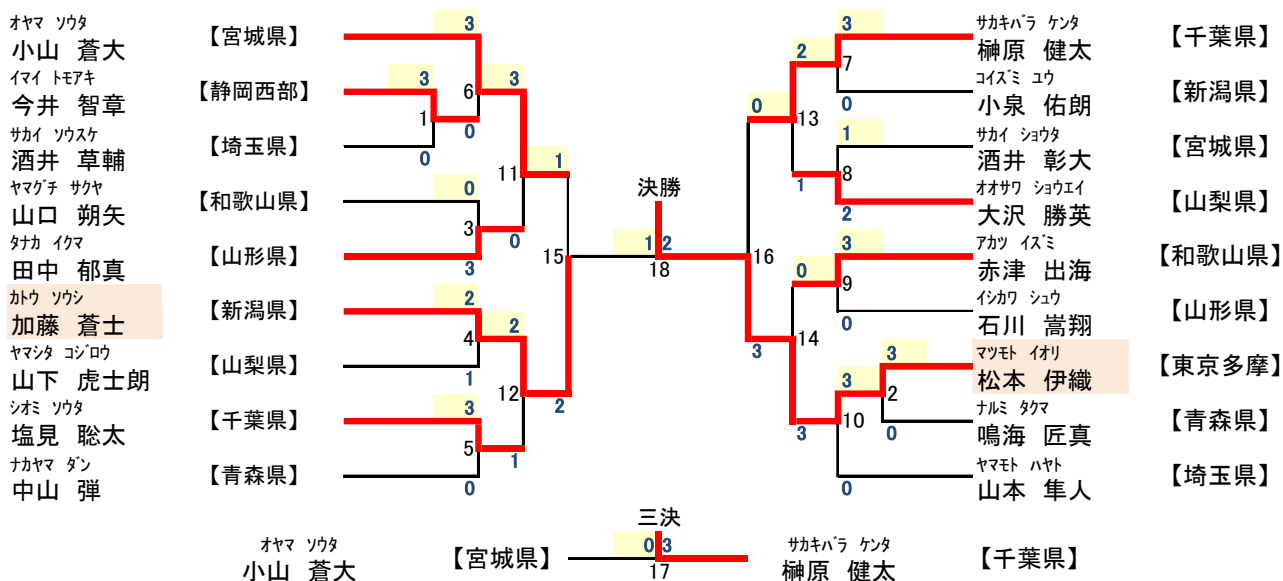 オヤマ ソウタ
小山 蒼大
【宮城県】
3
イマイ トモアキ
今井 智章
【静岡西部】
3
6
3
1
0
サカイ ソウスケ
酒井 草輔
【埼玉県】
0
11
1
ヤマグチ サクヤ
山口 朔矢
【和歌山県】
0
3
0
タナカ イクマ
田中 郁真
【山形県】
3
15
カトウ ソウシ
加藤 蒼士
【新潟県】
2
4
2
ヤマシタ コジロウ
山下 虎士朗
【山梨県】
1
12
2
シオミ ソウタ
塩見 聡太
【千葉県】
3
5
1
ナカヤマ ダン
中山 弾
【青森県】
0
決勝
1 2
18
サカキバラ ケンタ
榊原 健太
【千葉県】
3
2
7
コイズミ ユウ
小泉 佑朗
【新潟県】
0
0
13
サカイ ショウタ
酒井 彰大
【宮城県】
1
8
1
オオサワ ショウエイ
大沢 勝英
【山梨県】
2
16
アカツ イズミ
赤津 出海
【和歌山県】
3
0
9
イシカワ シュウ
石川 嵩翔
【山形県】
0
14
3
マツモト イオリ
松本 伊織
【東京多摩】
3
3
2
ナルミ タクマ
鳴海 匠真
【青森県】
0
10
3
ヤマモト ハヤト
山本 隼人
【埼玉県】
0
三決
オヤマ ソウタ
小山 蒼大
【宮城県】
0 3
17
サカキバラ ケンタ
榊原 健太
【千葉県】